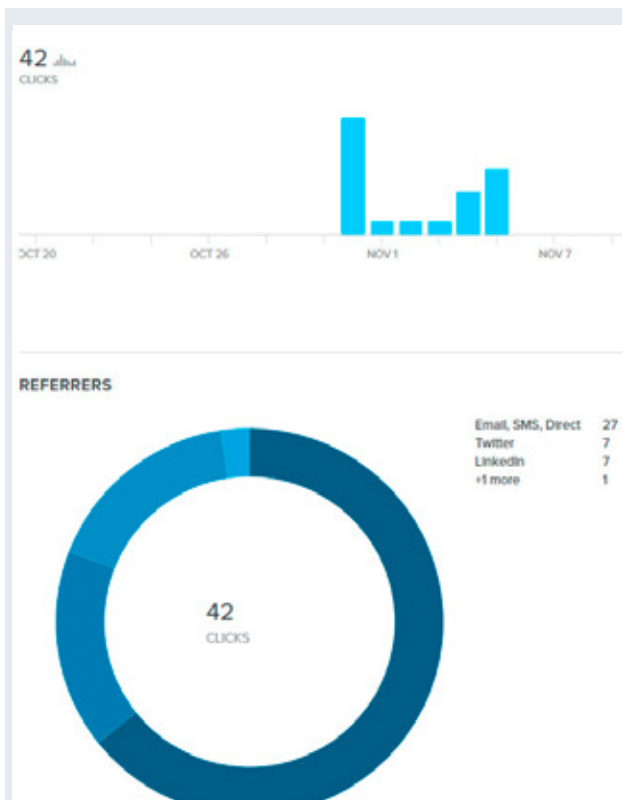 42
CLICKS
OCT 20 OCT 26 NOV 1 NOV 7
REFERRERS
Email, SMS, Direct 27
Twitter 7
LinkedIn 7
+1 more 1
42
CLICKS